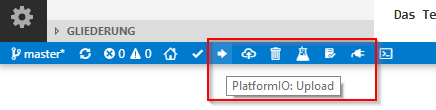 Das Te
GLIEDERUNG
master* 0 0
PlatformIO: Upload